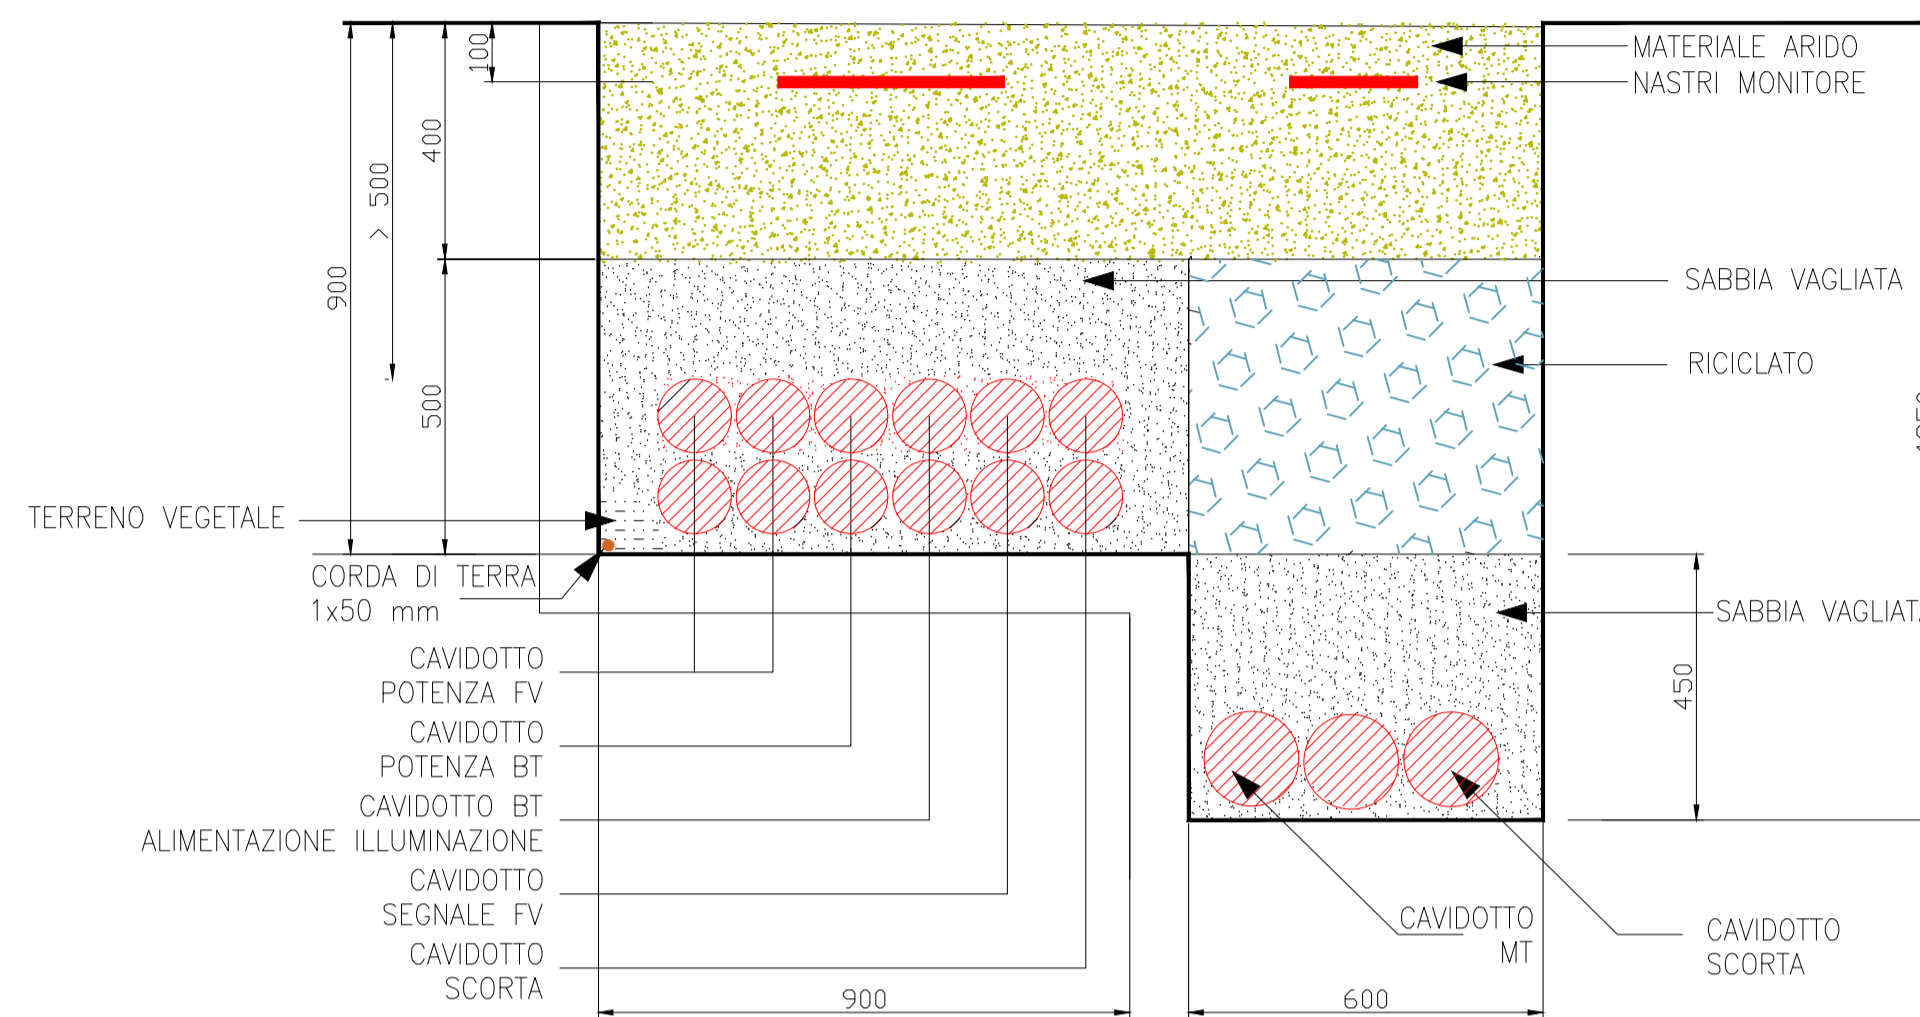 100
400
> 500
900
500
MATERIALE ARIDO
NASTRI MONITORE
SABBIA VAGLIATA
RICICLATO
TERRENO VEGETALE
CORDA DI TERRA
1x50 mm
SABBIA VAGLIATA
450
CAVIDOTTO
POTENZA FV
CAVIDOTTO
POTENZA BT
CAVIDOTTO BT
ALIMENTAZIONE ILLUMINAZIONE
CAVIDOTTO
SEGNALE FV
CAVIDOTTO
SCORTA
CAVIDOTTO
MT
CAVIDOTTO
SCORTA
900
600